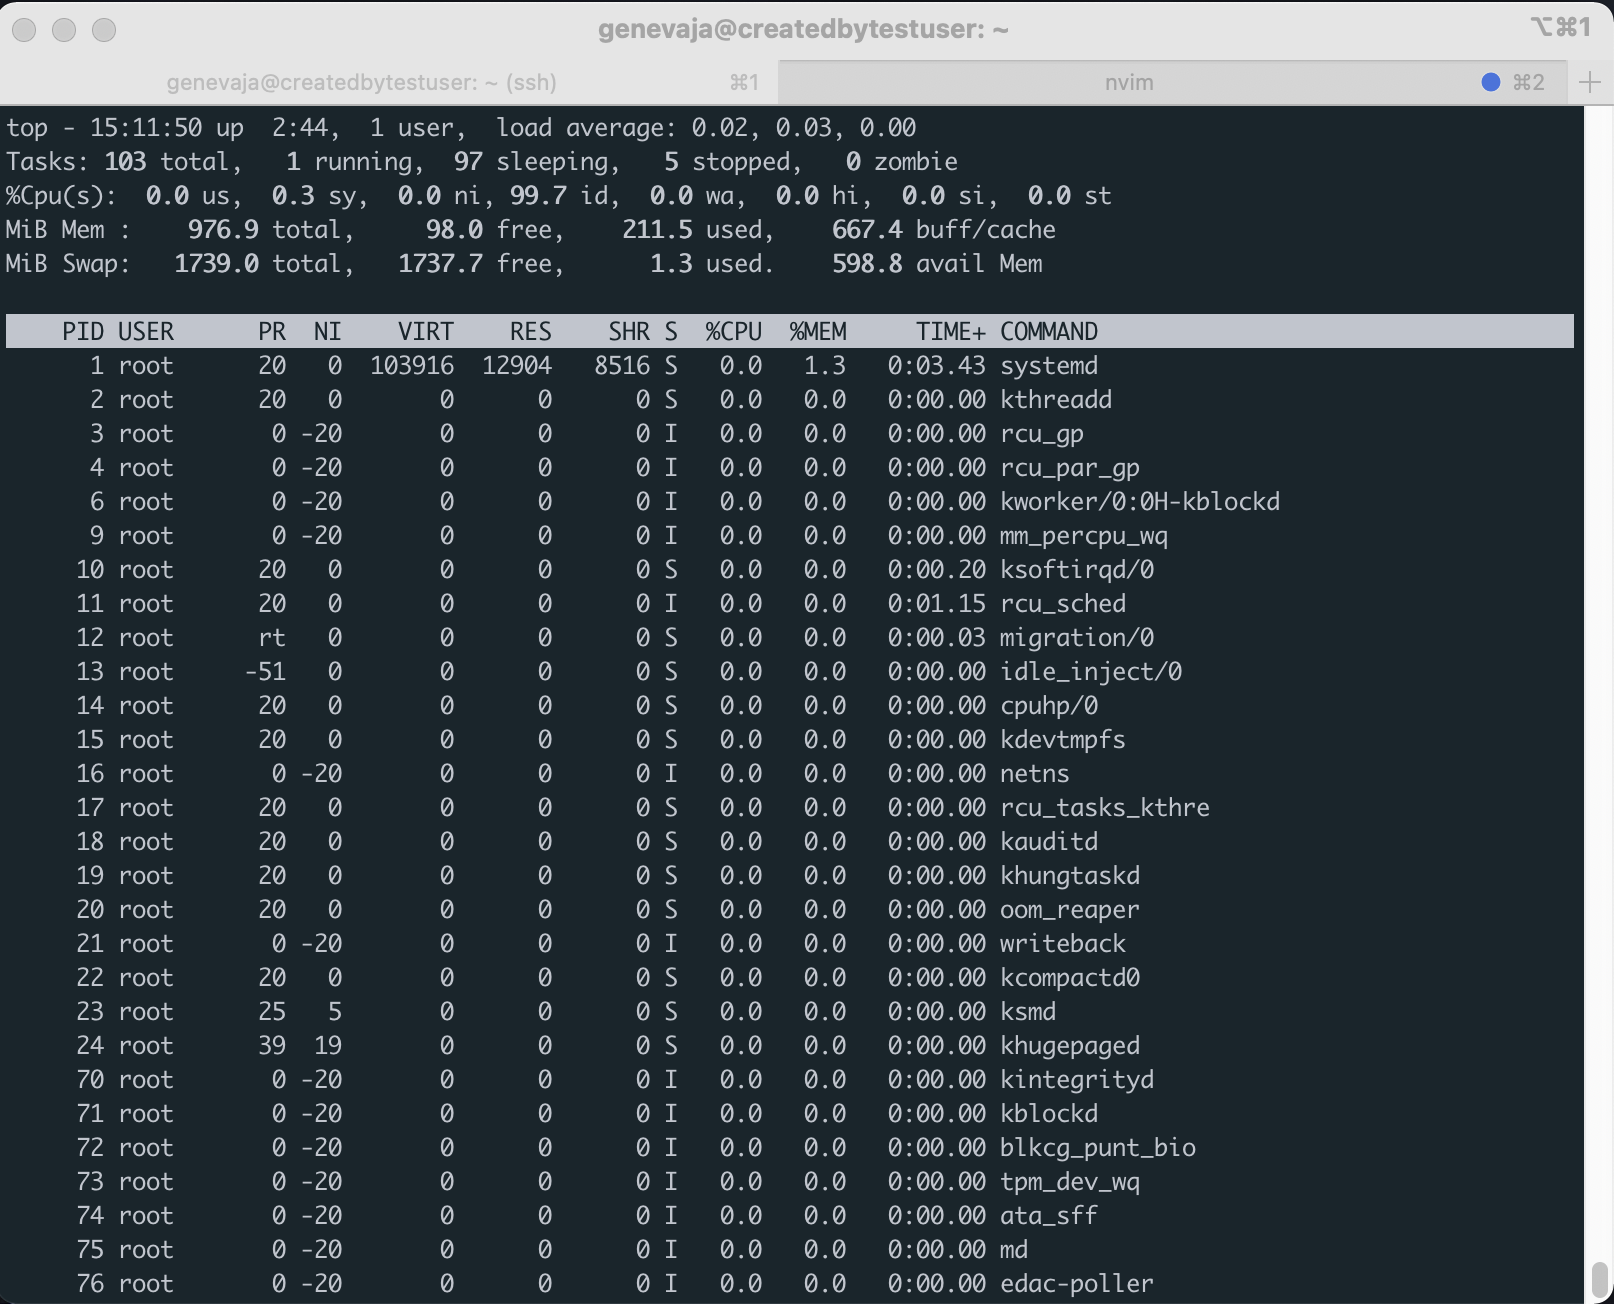 genevaja@createdbytestuser: ~
⌥⌘1
genevaja@createdbytestuser: ~ (ssh) ⌘1
nvim ⌘2 +
top - 15:11:50 up  2:44,  1 user,  load average: 0.02, 0.03, 0.00
Tasks: 103 total,   1 running,  97 sleeping,   5 stopped,   0 zombie
%Cpu(s):  0.0 us,  0.3 sy,  0.0 ni, 99.7 id,  0.0 wa,  0.0 hi,  0.0 si,  0.0 st
MiB Mem :    976.9 total,     98.0 free,    211.5 used,    667.4 buff/cache
MiB Swap:   1739.0 total,   1737.7 free,      1.3 used.    598.8 avail Mem
PID USER      PR  NI    VIRT    RES    SHR S  %CPU  %MEM     TIME+ COMMAND
1 root      20   0  103916  12904   8516 S   0.0   1.3   0:03.43 systemd
2 root      20   0       0      0      0 S   0.0   0.0   0:00.00 kthreadd
3 root       0 -20       0      0      0 I   0.0   0.0   0:00.00 rcu_gp
4 root       0 -20       0      0      0 I   0.0   0.0   0:00.00 rcu_par_gp
6 root       0 -20       0      0      0 I   0.0   0.0   0:00.00 kworker/0:0H-kblockd
9 root       0 -20       0      0      0 I   0.0   0.0   0:00.00 mm_percpu_wq
10 root      20   0       0      0      0 S   0.0   0.0   0:00.20 ksoftirqd/0
11 root      20   0       0      0      0 I   0.0   0.0   0:01.15 rcu_sched
12 root      rt   0       0      0      0 S   0.0   0.0   0:00.03 migration/0
13 root     -51   0       0      0      0 S   0.0   0.0   0:00.00 idle_inject/0
14 root      20   0       0      0      0 S   0.0   0.0   0:00.00 cpuhp/0
15 root      20   0       0      0      0 S   0.0   0.0   0:00.00 kdevtmpfs
16 root       0 -20       0      0      0 I   0.0   0.0   0:00.00 netns
17 root      20   0       0      0      0 S   0.0   0.0   0:00.00 rcu_tasks_kthre
18 root      20   0       0      0      0 S   0.0   0.0   0:00.00 kauditd
19 root      20   0       0      0      0 S   0.0   0.0   0:00.00 khungtaskd
20 root      20   0       0      0      0 S   0.0   0.0   0:00.00 oom_reaper
21 root       0 -20       0      0      0 I   0.0   0.0   0:00.00 writeback
22 root      20   0       0      0      0 S   0.0   0.0   0:00.00 kcompactd0
23 root      25   5       0      0      0 S   0.0   0.0   0:00.00 ksmd
24 root      39  19       0      0      0 S   0.0   0.0   0:00.00 khugepaged
70 root       0 -20       0      0      0 I   0.0   0.0   0:00.00 kintegrityd
71 root       0 -20       0      0      0 I   0.0   0.0   0:00.00 kblockd
72 root       0 -20       0      0      0 I   0.0   0.0   0:00.00 blkcg_punt_bio
73 root       0 -20       0      0      0 I   0.0   0.0   0:00.00 tpm_dev_wq
74 root       0 -20       0      0      0 I   0.0   0.0   0:00.00 ata_sff
75 root       0 -20       0      0      0 I   0.0   0.0   0:00.00 md
76 root       0 -20       0      0      0 I   0.0   0.0   0:00.00 edac-poller